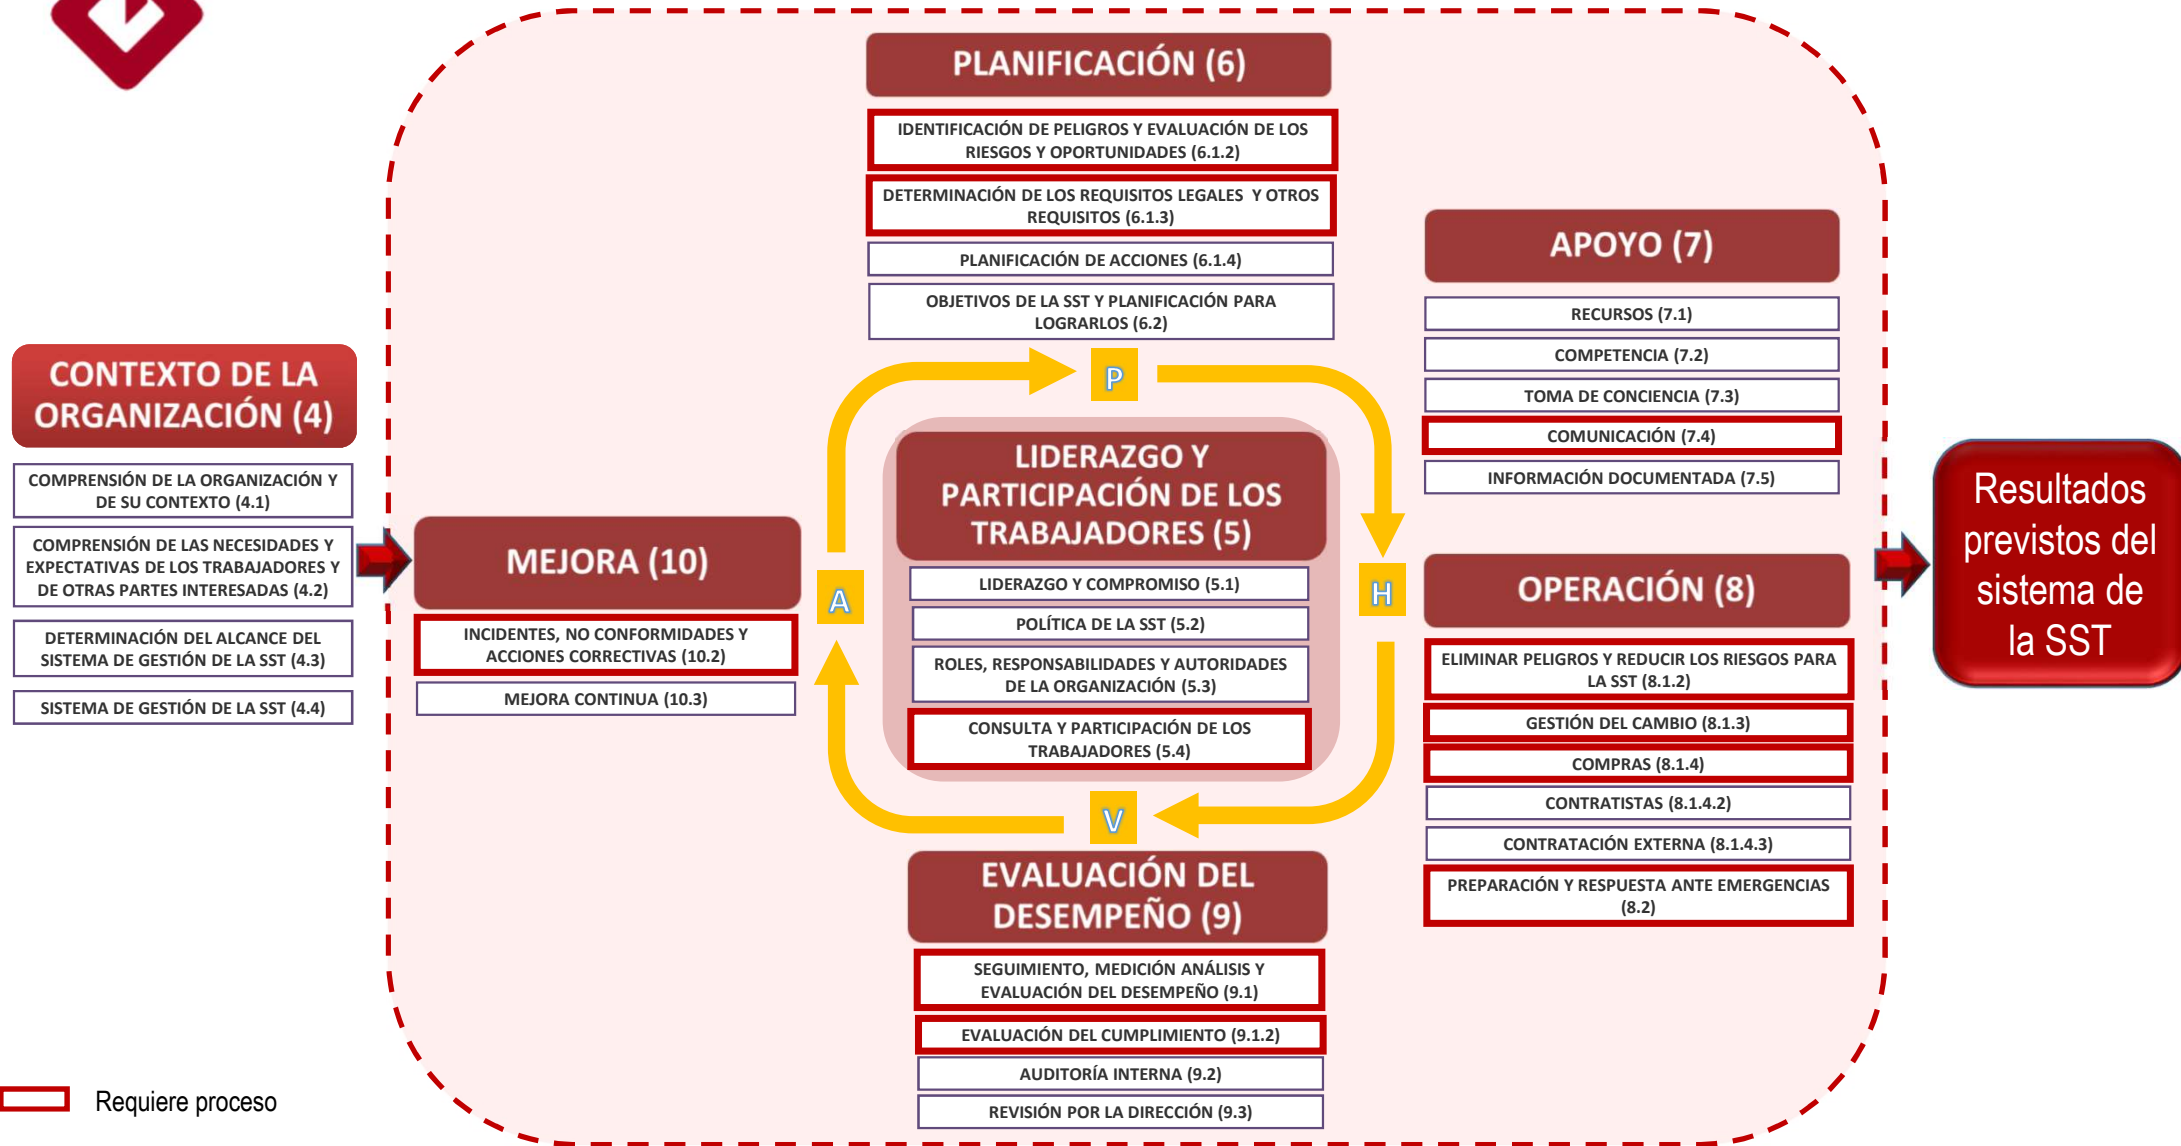 PLANIFICACIÓN (6)
IDENTIFICACIÓN DE PELIGROS Y EVALUACIÓN DE LOS
RIESGOS Y OPORTUNIDADES (6.1.2)
DETERMINACIÓN DE LOS REQUISITOS LEGALES Y OTROS
REQUISITOS (6.1.3)
PLANIFICACIÓN DE ACCIONES (6.1.4)
OBJETIVOS DE LA SST Y PLANIFICACIÓN PARA
LOGRARLOS (6.2)
APOYO (7)
RECURSOS (7.1)
COMPETENCIA (7.2)
TOMA DE CONCIENCIA (7.3)
COMUNICACIÓN (7.4)
INFORMACIÓN DOCUMENTADA (7.5)
CONTEXTO DE LA
ORGANIZACIÓN (4)
COMPRENSIÓN DE LA ORGANIZACIÓN Y
DE SU CONTEXTO (4.1)
COMPRENSIÓN DE LAS NECESIDADES Y
EXPECTATIVAS DE LOS TRABAJADORES Y
DE OTRAS PARTES INTERESADAS (4.2)
DETERMINACIÓN DEL ALCANCE DEL
SISTEMA DE GESTIÓN DE LA SST (4.3)
SISTEMA DE GESTIÓN DE LA SST (4.4)
MEJORA (10)
INCIDENTES, NO CONFORMIDADES Y
ACCIONES CORRECTIVAS (10.2)
MEJORA CONTINUA (10.3)
P
A
H
V
LIDERAZGO Y
PARTICIPACIÓN DE LOS
TRABAJADORES (5)
LIDERAZGO Y COMPROMISO (5.1)
POLÍTICA DE LA SST (5.2)
ROLES, RESPONSABILIDADES Y AUTORIDADES
DE LA ORGANIZACIÓN (5.3)
CONSULTA Y PARTICIPACIÓN DE LOS
TRABAJADORES (5.4)
OPERACIÓN (8)
ELIMINAR PELIGROS Y REDUCIR LOS RIESGOS PARA
LA SST (8.1.2)
GESTIÓN DEL CAMBIO (8.1.3)
COMPRAS (8.1.4)
CONTRATISTAS (8.1.4.2)
CONTRATACIÓN EXTERNA (8.1.4.3)
PREPARACIÓN Y RESPUESTA ANTE EMERGENCIAS
(8.2)
Resultados
previstos del
sistema de
la SST
EVALUACIÓN DEL
DESEMPEÑO (9)
SEGUIMIENTO, MEDICIÓN ANÁLISIS Y
EVALUACIÓN DEL DESEMPEÑO (9.1)
EVALUACIÓN DEL CUMPLIMIENTO (9.1.2)
AUDITORÍA INTERNA (9.2)
REVISIÓN POR LA DIRECCIÓN (9.3)
Requiere proceso